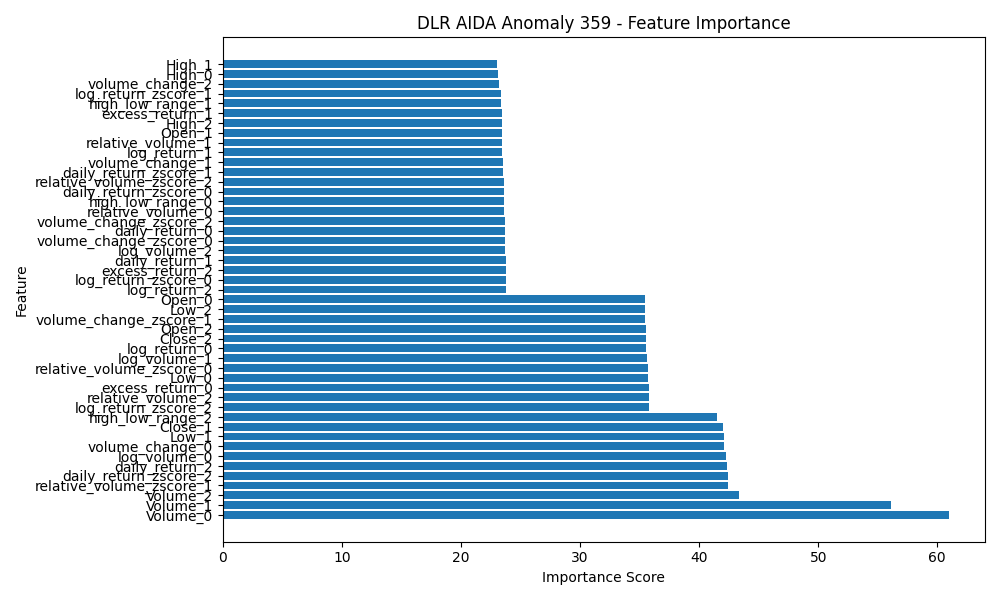 DLR AIDA Anomaly 359 - Feature Importance
High_1
High_0
volume_change_2
log_return_zscore_1
high_low_range_1
excess_return_1
High_2
Open_1
relative_volume_1
log_return_1
volume_change_1
daily_return_zscore_1
relative_volume_zscore_2
daily_return_zscore_0
high_low_range_0
relative_volume_0
volume_change_zscore_2
daily_return_0
volume_change_zscore_0
log_volume_2
daily_return_1
excess_return_2
log_return_zscore_0
log_return_2
Open_0
Low_2
volume_change_zscore_1
Open_2
Close_2
log_return_0
log_volume_1
relative_volume_zscore_0
Low_0
excess_return_0
relative_volume_2
log_return_zscore_2
high_low_range_2
Close_1
Low_1
volume_change_0
log_volume_0
daily_return_2
daily_return_zscore_2
relative_volume_zscore_1
Volume_2
Volume_1
Volume_0
Feature
0 10 20 30 40 50 60
Importance Score